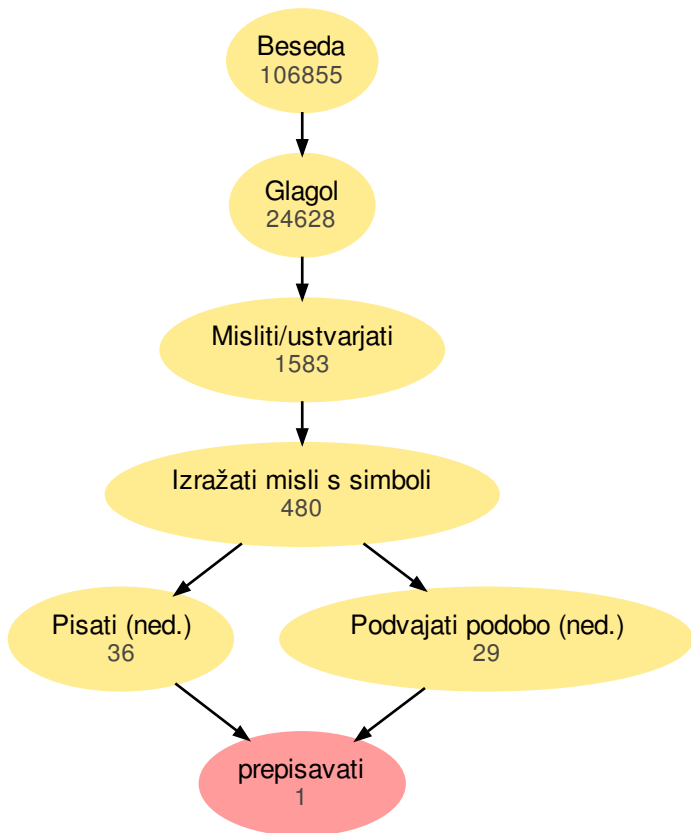 Beseda
106855
Glagol
24628
Misliti/ustvarjati
1583
Izražati misli s simboli
480
Pisati (ned.)
36
Podvajati podobo (ned.)
29
prepisavati
1